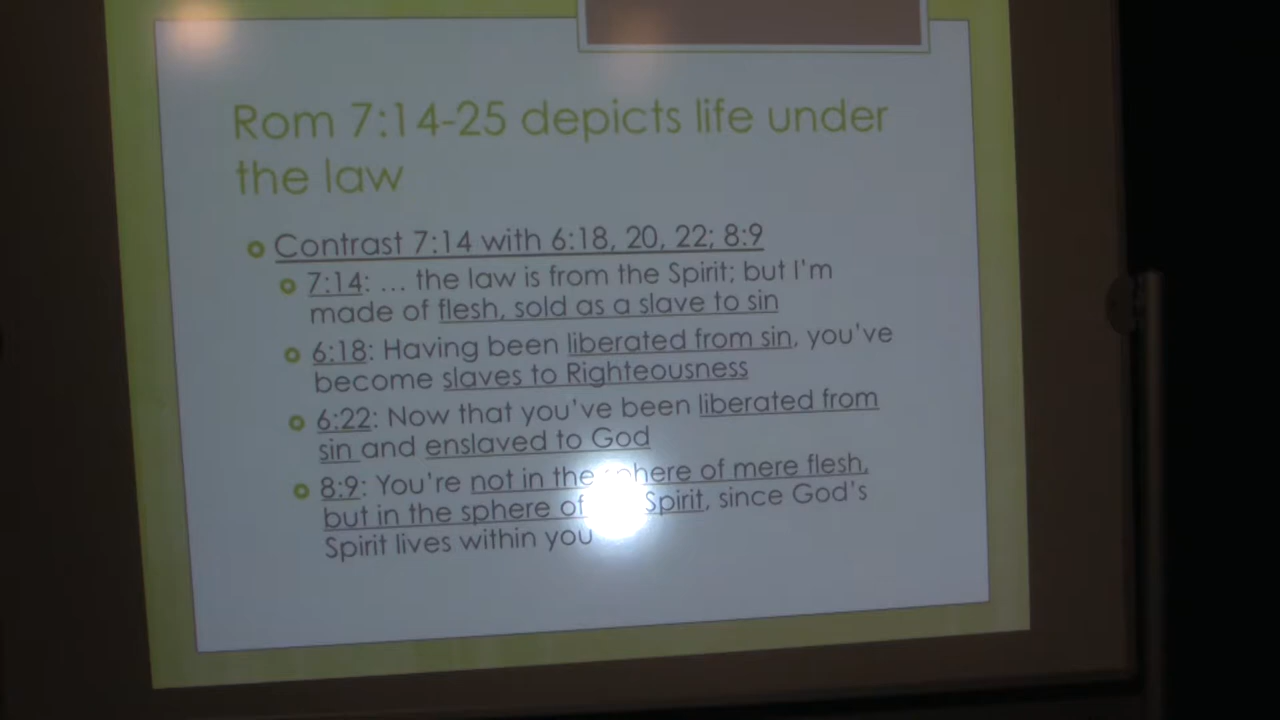 Rom 7:14-25 depicts life under
the law
Contrast 7:14 with 6:18, 20, 22; 8:9
7:14: ... the law is from the Spirit; but I'm
made of flesh, sold as a slave to sin
6:18: Having been liberated from sin, you've
become slaves to Righteousness
6:22: Now that you've been liberated from
sin and enslaved to God
8:9: You're not in the sphere of mere flesh,
but in the sphere of Spirit, since God's
Spirit lives within you